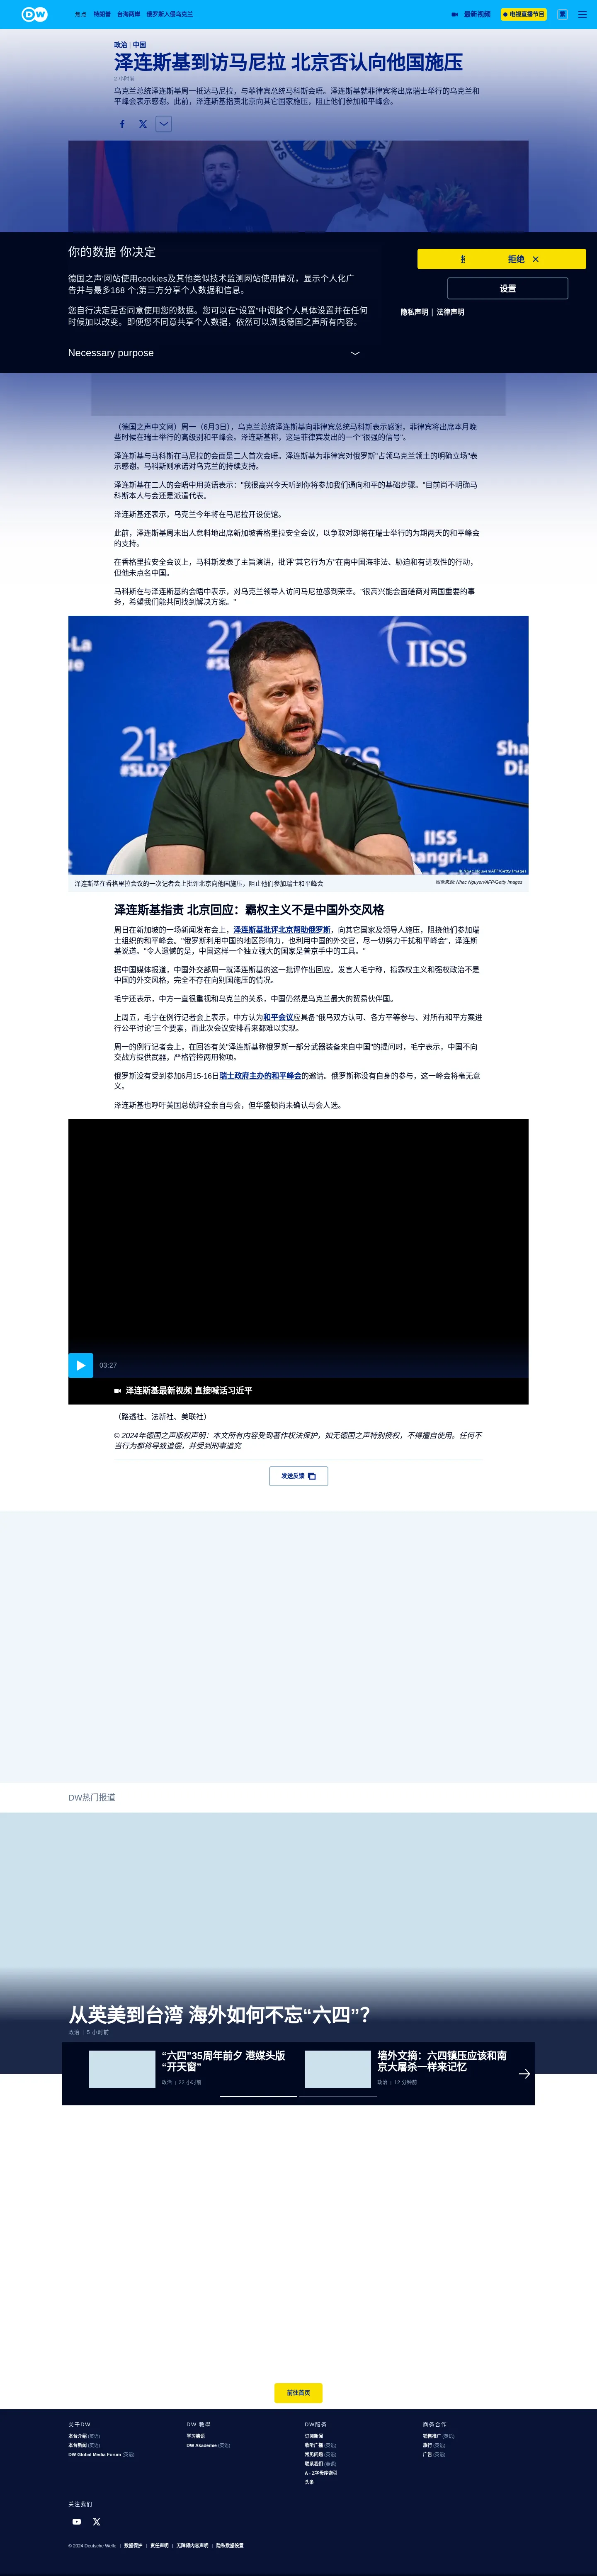 DW
焦点 特朗普 台海两岸 俄罗斯入侵乌克兰
最新视频 电视直播节目 繁
政治 | 中国
泽连斯基到访马尼拉 北京否认向他国施压
2 小时前
乌克兰总统泽连斯基周一抵达马尼拉，与菲律宾总统马科斯会晤。泽连斯基就菲律宾将出席瑞士举行的乌克兰和
平峰会表示感谢。此前，泽连斯基指责北京向其它国家施压，阻止他们参加和平峰会。
你的数据 你决定
德国之声’网站使用cookies及其他类似技术监测网站使用情况，显示个人化广
告并与最多168 个;第三方分享个人数据和信息。
您自行决定是否同意使用您的数据。您可以在“设置”中调整个人具体设置并在任何
时候加以改变。即便您不同意共享个人数据，依然可以浏览德国之声所有内容。
Necessary purpose
拒绝
设置
隐私声明 | 法律声明
（德国之声中文网）周一（6月3日），乌克兰总统泽连斯基向菲律宾总统马科斯表示感谢，菲律宾将出席本月晚
些时候在瑞士举行的高级别和平峰会。泽连斯基称，这是菲律宾发出的一个"很强的信号"。
泽连斯基与马科斯在马尼拉的会面是二人首次会晤。泽连斯基为菲律宾对俄罗斯"占领乌克兰领土的明确立场"表
示感谢。马科斯则承诺对乌克兰的持续支持。
泽连斯基在二人的会晤中用英语表示："我很高兴今天听到你将参加我们通向和平的基础步骤。"目前尚不明确马
科斯本人与会还是派遣代表。
泽连斯基还表示，乌克兰今年将在马尼拉开设使馆。
此前，泽连斯基周末出人意料地出席新加坡香格里拉安全会议，以争取对即将在瑞士举行的为期两天的和平峰会
的支持。
在香格里拉安全会议上，马科斯发表了主旨演讲，批评"其它行为方"在南中国海非法、胁迫和有进攻性的行动，
但他未点名中国。
马科斯在与泽连斯基的会晤中表示，对乌克兰领导人访问马尼拉感到荣幸。"很高兴能会面磋商对两国重要的事
务，希望我们能共同找到解决方案。"
21
#SLD
IISS
21st
#SLD2
IISS
Sha
Dia
IISS
© Nhac Nguyen/AFP/Getty Images
泽连斯基在香格里拉会议的一次记者会上批评北京向他国施压，阻止他们参加瑞士和平峰会
图像来源: Nhac Nguyen/AFP/Getty Images
泽连斯基指责 北京回应：霸权主义不是中国外交风格
周日在新加坡的一场新闻发布会上，泽连斯基批评北京帮助俄罗斯，向其它国家及领导人施压，阻挠他们参加瑞
士组织的和平峰会。"俄罗斯利用中国的地区影响力，也利用中国的外交官，尽一切努力干扰和平峰会"，泽连斯
基说道。"令人遗憾的是，中国这样一个独立强大的国家是普京手中的工具。"
据中国媒体报道，中国外交部周一就泽连斯基的这一批评作出回应。发言人毛宁称，搞霸权主义和强权政治不是
中国的外交风格，完全不存在向别国施压的情况。
毛宁还表示，中方一直很重视和乌克兰的关系，中国仍然是乌克兰最大的贸易伙伴国。
上周五，毛宁在例行记者会上表示，中方认为和平会议应具备"俄乌双方认可、各方平等参与、对所有和平方案进
行公平讨论"三个要素，而此次会议安排看来都难以实现。
周一的例行记者会上，在回答有关"泽连斯基称俄罗斯一部分武器装备来自中国"的提问时，毛宁表示，中国不向
交战方提供武器，严格管控两用物项。
俄罗斯没有受到参加6月15-16日瑞士政府主办的和平峰会的邀请。俄罗斯称没有自身的参与，这一峰会将毫无意
义。
泽连斯基也呼吁美国总统拜登亲自与会，但华盛顿尚未确认与会人选。
03:27
泽连斯基最新视频 直接喊话习近平
（路透社、法新社、美联社）
© 2024年德国之声版权声明：本文所有内容受到著作权法保护，如无德国之声特别授权，不得擅自使用。任何不
当行为都将导致追偿，并受到刑事追究
发送反馈
DW热门报道
从英美到台湾 海外如何不忘“六四”？
政治 | 5 小时前
“六四”35周年前夕 港媒头版
“开天窗”
政治 | 22 小时前
墙外文摘：六四镇压应该和南
京大屠杀一样来记忆
政治 | 12 分钟前
前往首页
关于DW
本台介绍 (英语)
本台新闻 (英语)
DW Global Media Forum (英语)
DW 教學
学习德语
DW Akademie (英语)
DW服务
订阅新闻
收听广播 (英语)
常见问题 (英语)
联系我们 (英语)
A - Z字母序索引
头条
商务合作
销售推广 (英语)
旅行 (英语)
广告 (英语)
关注我们
© 2024 Deutsche Welle | 数据保护 | 责任声明 | 无障碍内容声明 | 隐私数据设置